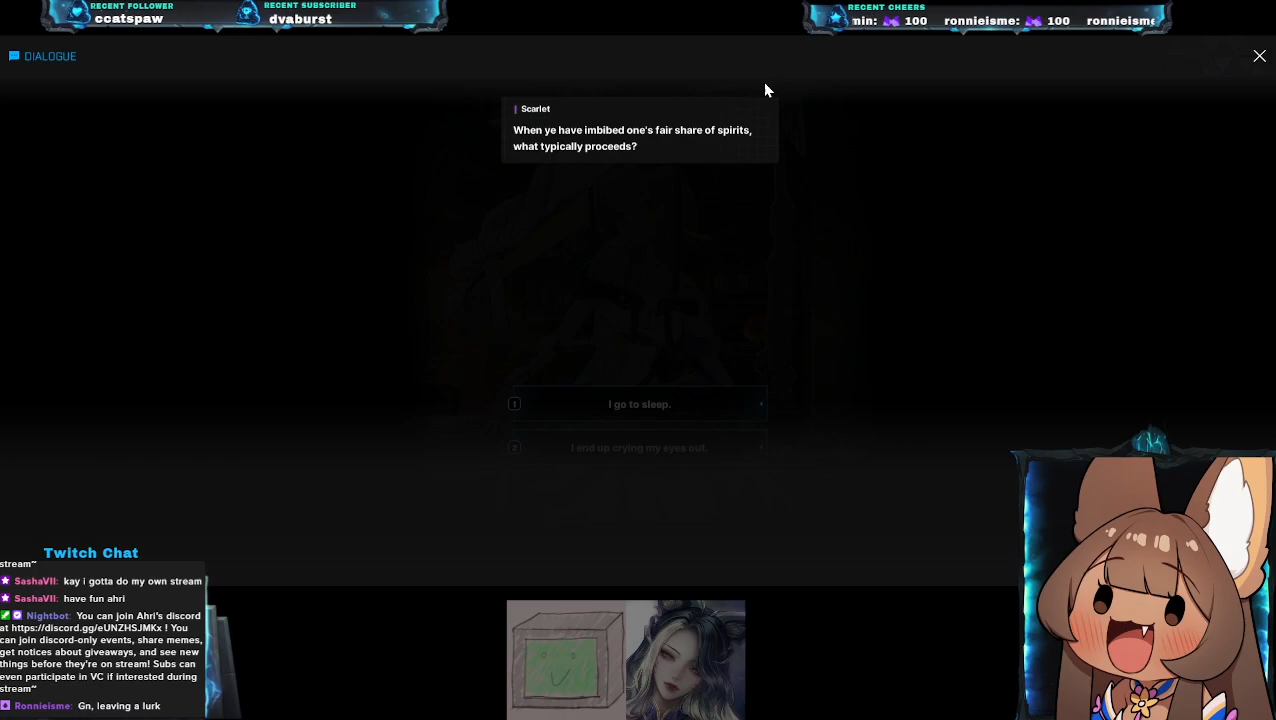 RECENT FOLLOWER
ccatspaw
RECENT SUBSCRIBER
dvaburst
RECENT CHEERS
min: 100 ronnieisme: 100 ronnieisme
DIALOGUE
Scarlet
When ye have imbibed one's fair share of spirits,
what typically proceeds?
1 I go to sleep.
2 I end up crying my eyes out.
Twitch Chat
stream~
SashaVII: kay i gotta do my own stream
SashaVII: have fun ahri
Nightbot: You can join Ahri's discord
at https://discord.gg/eUNZHSJMKx ! You
can join discord-only events, share memes,
get notices about giveaways, and see new
things before they're on stream! Subs can
even participate in VC if interested during
stream~
Ronnieisme: Gn, leaving a lurk